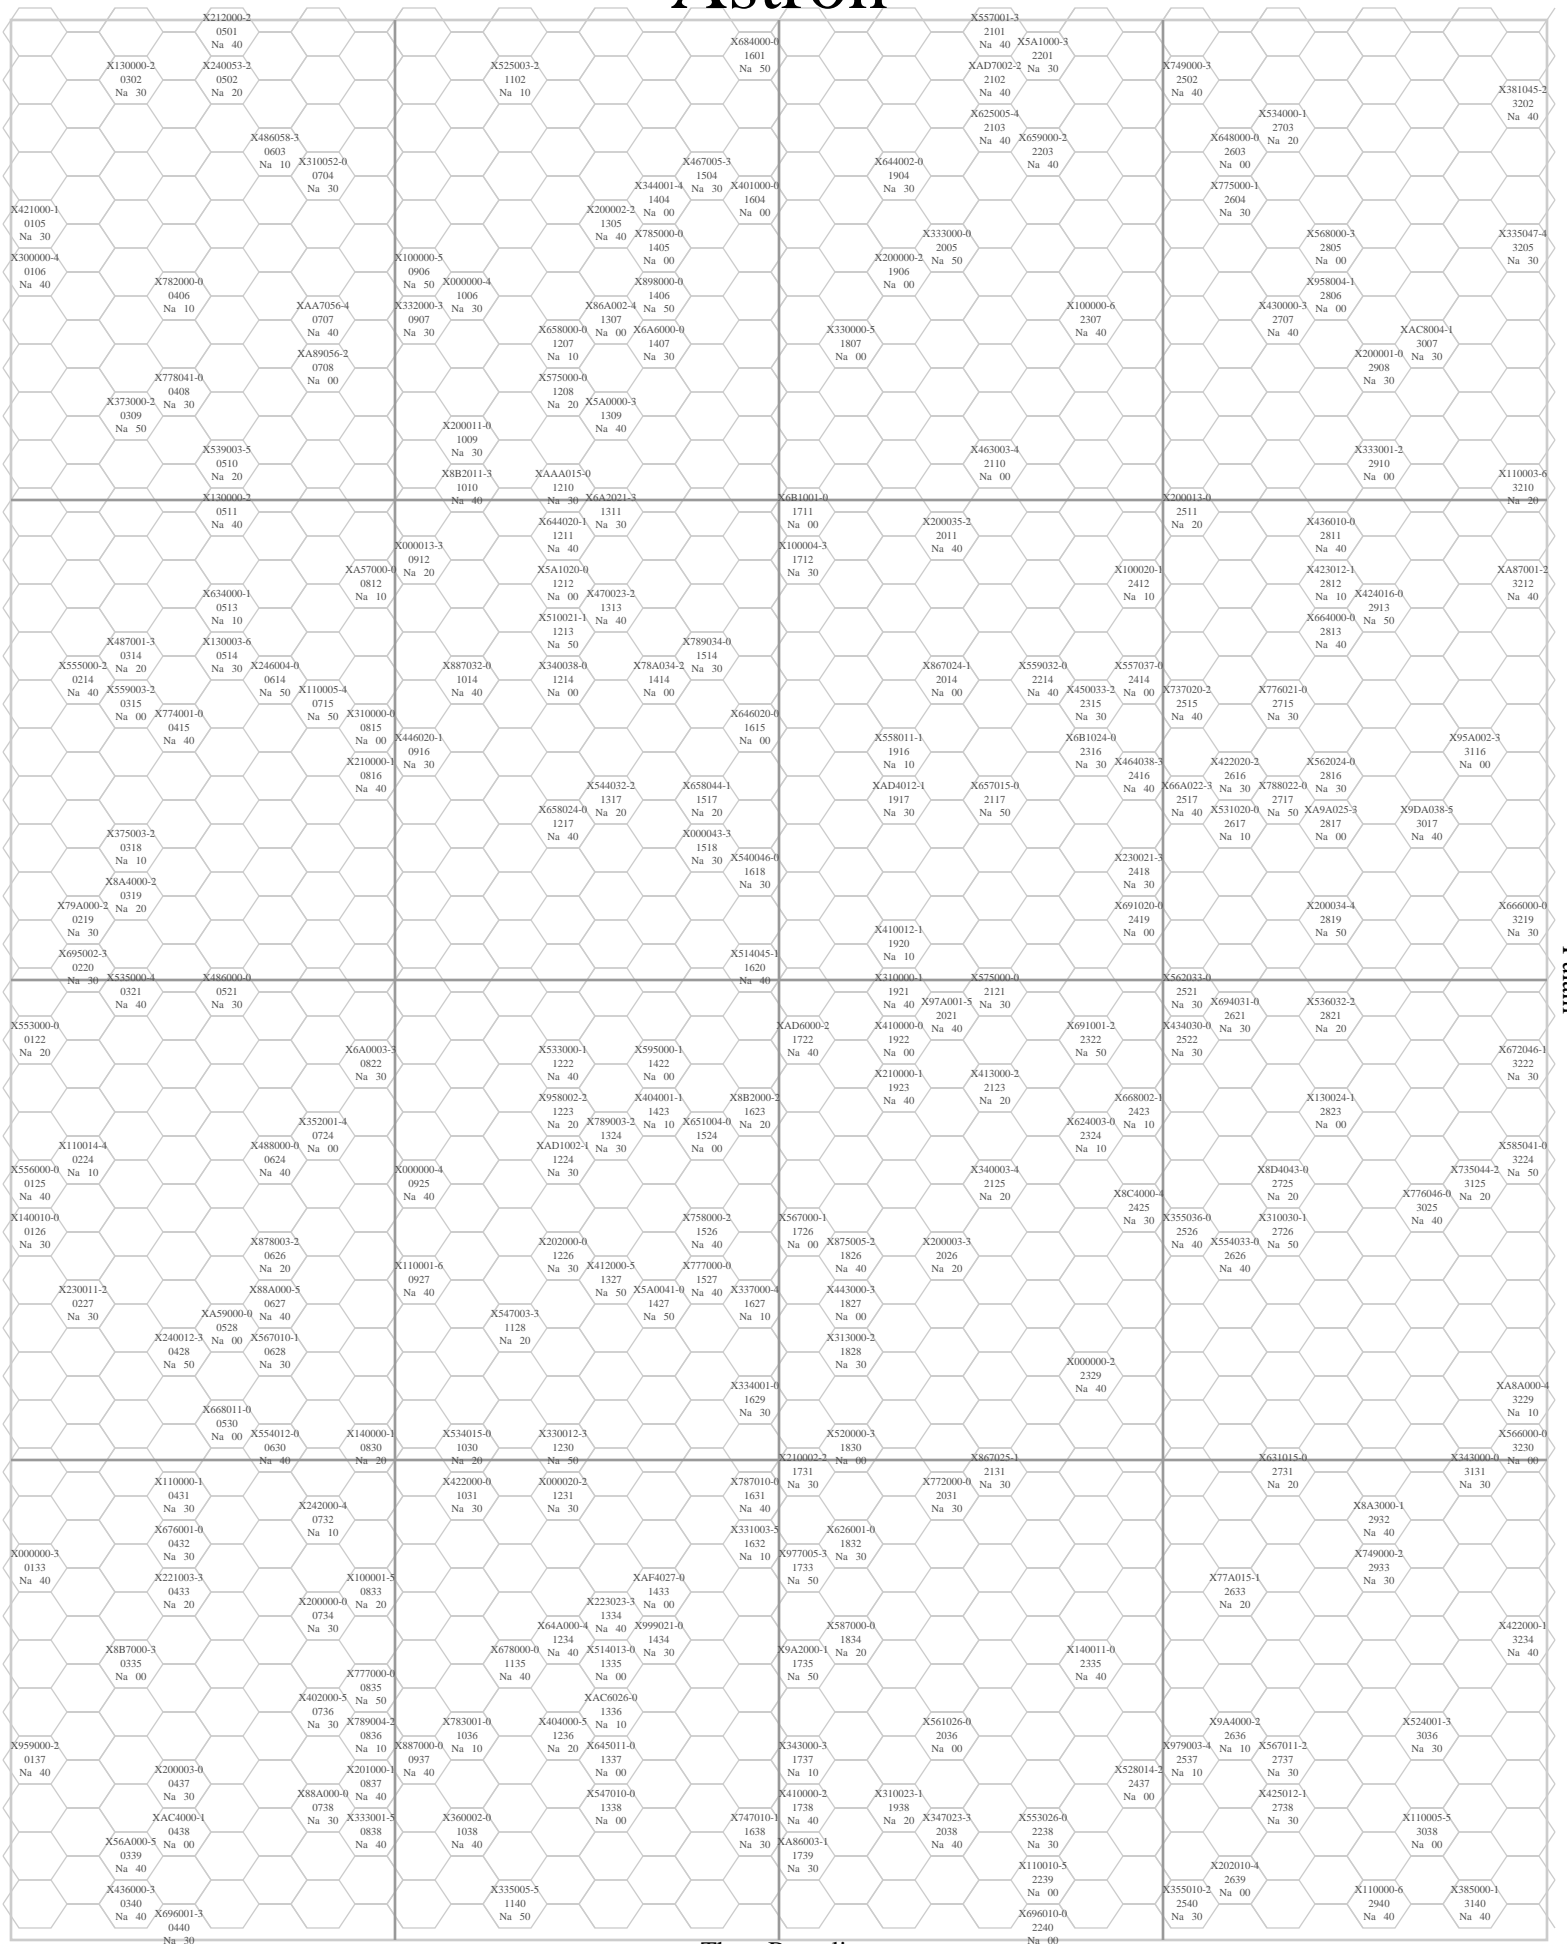 Astron
X212000-2
0501
Na 40
X557001-3
2101
Na 40
X684000-0
1601
Na 50
X5A1000-3
2201
Na 30
X130000-2
0302
Na 30
X240053-2
0502
Na 20
X525003-2
1102
Na 10
XAD7002-2
2102
Na 40
X749000-3
2502
Na 40
X381045-2
3202
Na 40
X625005-4
2103
Na 40
X534000-1
2703
Na 20
X486058-3
0603
Na 10
X659000-2
2203
Na 40
X648000-0
2603
Na 00
X310052-0
0704
Na 30
X467005-3
1504
Na 30
X644002-0
1904
Na 30
X344001-4
1404
Na 00
X401000-0
1604
Na 00
X775000-1
2604
Na 30
X421000-1
0105
Na 30
X200002-2
1305
Na 40
X785000-0
1405
Na 00
X333000-0
2005
Na 50
X568000-3
2805
Na 00
X335047-4
3205
Na 30
X300000-4
0106
Na 40
X100000-5
0906
Na 50
X200000-2
1906
Na 00
X782000-0
0406
Na 10
X000000-4
1006
Na 30
X898000-0
1406
Na 50
X958004-1
2806
Na 00
XAA7056-4
0707
Na 40
X332000-3
0907
Na 30
X86A002-4
1307
Na 00
X100000-6
2307
Na 40
X430000-3
2707
Na 40
X658000-0
1207
Na 10
X6A6000-0
1407
Na 30
X330000-5
1807
Na 00
XAC8004-1
3007
Na 30
XA89056-2
0708
Na 00
X200001-0
2908
Na 30
X778041-0
0408
Na 30
X575000-0
1208
Na 20
X373000-2
0309
Na 50
X5A0000-3
1309
Na 40
X200011-0
1009
Na 30
X539003-5
0510
Na 20
X463003-4
2110
Na 00
X333001-2
2910
Na 00
X8B2011-3
1010
Na 40
XAAA015-0
1210
Na 30
X110003-6
3210
Na 20
X130000-2
0511
Na 40
X6A2021-3
1311
Na 30
X6B1001-0
1711
Na 00
X200013-0
2511
Na 20
X644020-1
1211
Na 40
X200035-2
2011
Na 40
X436010-0
2811
Na 40
X000013-3
0912
Na 20
X100004-3
1712
Na 30
XA57000-0
0812
Na 10
X5A1020-0
1212
Na 00
X100020-1
2412
Na 10
X423012-1
2812
Na 10
XA87001-2
3212
Na 40
X634000-1
0513
Na 10
X470023-2
1313
Na 40
X424016-0
2913
Na 50
X510021-1
1213
Na 50
X664000-0
2813
Na 40
X487001-3
0314
Na 20
X130003-6
0514
Na 30
X789034-0
1514
Na 30
X555000-2
0214
Na 40
X246004-0
0614
Na 50
X887032-0
1014
Na 40
X340038-0
1214
Na 00
X78A034-2
1414
Na 00
X867024-1
2014
Na 00
X559032-0
2214
Na 40
X557037-0
2414
Na 00
X559003-2
0315
Na 00
X110005-4
0715
Na 50
X450033-2
2315
Na 30
X737020-2
2515
Na 40
X776021-0
2715
Na 30
X774001-0
0415
Na 40
X310000-0
0815
Na 00
X646020-0
1615
Na 00
X446020-1
0916
Na 30
X558011-1
1916
Na 10
X6B1024-0
2316
Na 30
X95A002-3
3116
Na 00
X210000-1
0816
Na 40
X464038-3
2416
Na 40
X422020-2
2616
Na 30
X562024-0
2816
Na 30
X544032-2
1317
Na 20
X658044-1
1517
Na 20
XAD4012-1
1917
Na 30
X657015-0
2117
Na 50
X66A022-3
2517
Na 40
X788022-0
2717
Na 50
X658024-0
1217
Na 40
X531020-0
2617
Na 10
XA9A025-3
2817
Na 00
X9DA038-5
3017
Na 40
X375003-2
0318
Na 10
X000043-3
1518
Na 30
X540046-0
1618
Na 30
X230021-3
2418
Na 30
X8A4000-2
0319
Na 20
X79A000-2
0219
Na 30
X691020-0
2419
Na 00
X200034-4
2819
Na 50
X666000-0
3219
Na 30
X410012-1
1920
Na 10
X695002-3
0220
Na 30
X514045-1
1620
Na 40
X535000-4
0321
Na 40
X486000-0
0521
Na 30
X310000-1
1921
Na 40
X575000-0
2121
Na 30
X562033-0
2521
Na 30
X97A001-5
2021
Na 40
X694031-0
2621
Na 30
X536032-2
2821
Na 20
X553000-0
0122
Na 20
XAD6000-2
1722
Na 40
X410000-0
1922
Na 00
X691001-2
2322
Na 50
X434030-0
2522
Na 30
X6A0003-3
0822
Na 30
X533000-1
1222
Na 40
X595000-1
1422
Na 00
X672046-1
3222
Na 30
X210000-1
1923
Na 40
X413000-2
2123
Na 20
X958002-2
1223
Na 20
X404001-1
1423
Na 10
X8B2000-2
1623
Na 20
X668002-1
2423
Na 10
X130024-1
2823
Na 00
X352001-4
0724
Na 00
X789003-2
1324
Na 30
X651004-0
1524
Na 00
X624003-0
2324
Na 10
X110014-4
0224
Na 10
X488000-0
0624
Na 40
XAD1002-1
1224
Na 30
X585041-0
3224
Na 50
X556000-0
0125
Na 40
X000000-4
0925
Na 40
X340003-4
2125
Na 20
X8D4043-0
2725
Na 20
X735044-2
3125
Na 20
X8C4000-4
2425
Na 30
X776046-0
3025
Na 40
X140010-0
0126
Na 30
X758000-2
1526
Na 40
X567000-1
1726
Na 00
X355036-0
2526
Na 40
X310030-1
2726
Na 50
X878003-2
0626
Na 20
X202000-0
1226
Na 30
X875005-2
1826
Na 40
X200003-3
2026
Na 20
X554033-0
2626
Na 40
X110001-6
0927
Na 40
X412000-5
1327
Na 50
X777000-0
1527
Na 40
X230011-2
0227
Na 30
X88A000-5
0627
Na 40
X5A0041-0
1427
Na 50
X337000-4
1627
Na 10
X443000-3
1827
Na 00
XA59000-0
0528
Na 00
X547003-3
1128
Na 20
X240012-3
0428
Na 50
X567010-1
0628
Na 30
X313000-2
1828
Na 30
X000000-2
2329
Na 40
X334001-0
1629
Na 30
XA8A000-4
3229
Na 10
X668011-0
0530
Na 00
X554012-0
0630
Na 40
X140000-1
0830
Na 20
X534015-0
1030
Na 20
X330012-3
1230
Na 50
X520000-3
1830
Na 00
X566000-0
3230
Na 00
X210002-2
1731
Na 30
X867025-1
2131
Na 30
X631015-0
2731
Na 20
X343000-0
3131
Na 30
X110000-1
0431
Na 30
X422000-0
1031
Na 30
X000020-2
1231
Na 30
X787010-0
1631
Na 40
X772000-0
2031
Na 30
X242000-4
0732
Na 10
X8A3000-1
2932
Na 40
X676001-0
0432
Na 30
X331003-5
1632
Na 10
X626001-0
1832
Na 30
X000000-3
0133
Na 40
X977005-3
1733
Na 50
X749000-2
2933
Na 30
X221003-3
0433
Na 20
X100001-5
0833
Na 20
XAF4027-0
1433
Na 00
X77A015-1
2633
Na 20
X200000-0
0734
Na 30
X223023-3
1334
Na 40
X64A000-4
1234
Na 40
X999021-0
1434
Na 30
X587000-0
1834
Na 20
X422000-1
3234
Na 40
X8B7000-3
0335
Na 00
X678000-0
1135
Na 40
X514013-0
1335
Na 00
X9A2000-1
1735
Na 50
X140011-0
2335
Na 40
X777000-0
0835
Na 50
X402000-5
0736
Na 30
XAC6026-0
1336
Na 10
X789004-2
0836
Na 10
X783001-0
1036
Na 10
X404000-5
1236
Na 20
X561026-0
2036
Na 00
X9A4000-2
2636
Na 10
X524001-3
3036
Na 30
X959000-2
0137
Na 40
X887000-0
0937
Na 40
X645011-0
1337
Na 00
X343000-3
1737
Na 10
X979003-4
2537
Na 10
X567011-2
2737
Na 30
X200003-0
0437
Na 30
X201000-1
0837
Na 40
X528014-2
2437
Na 00
X88A000-0
0738
Na 30
X547010-0
1338
Na 00
X410000-2
1738
Na 40
X310023-1
1938
Na 20
X425012-1
2738
Na 30
XAC4000-1
0438
Na 00
X333001-5
0838
Na 40
X360002-0
1038
Na 40
X747010-1
1638
Na 30
X347023-3
2038
Na 40
X553026-0
2238
Na 30
X110005-5
3038
Na 00
X56A000-5
0339
Na 40
XA86003-1
1739
Na 30
X110010-5
2239
Na 00
X202010-4
2639
Na 00
X436000-3
0340
Na 40
X335005-5
1140
Na 50
X355010-2
2540
Na 30
X110000-6
2940
Na 40
X385000-1
3140
Na 40
X696001-3
0440
Na 30
X696010-0
2240
Na 00